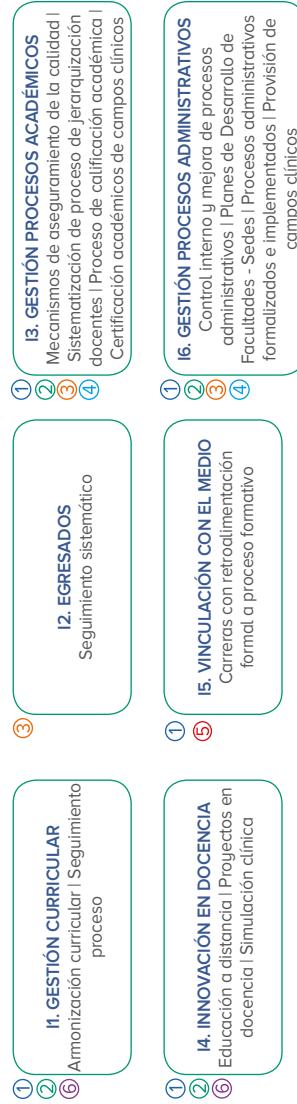 ①
②
⑥
I1. GESTIÓN CURRICULAR
Armonización curricular | Seguimiento
proceso
③
I2. EGRESADOS
Seguimiento sistemático
①
②
③
④
I3. GESTIÓN PROCESOS ACADÉMICOS
Mecanismos de aseguramiento de la calidad |
Sistematización de proceso de jerarquización
docentes | Proceso de calificación académica |
Certificación académicos de campos clínicos
①
②
⑥
I4. INNOVACIÓN EN DOCENCIA
Educación a distancia | Proyectos en
docencia | Simulación clínica
①
⑤
I5. VINCULACIÓN CON EL MEDIO
Carreras con retroalimentación
formal a proceso formativo
①
②
③
④
I6. GESTIÓN PROCESOS ADMINISTRATIVOS
Control interno y mejora de procesos
administrativos | Planes de Desarrollo de
Facultades - Sedes | Procesos administrativos
formalizados e implementados | Provisión de
campos clínicos